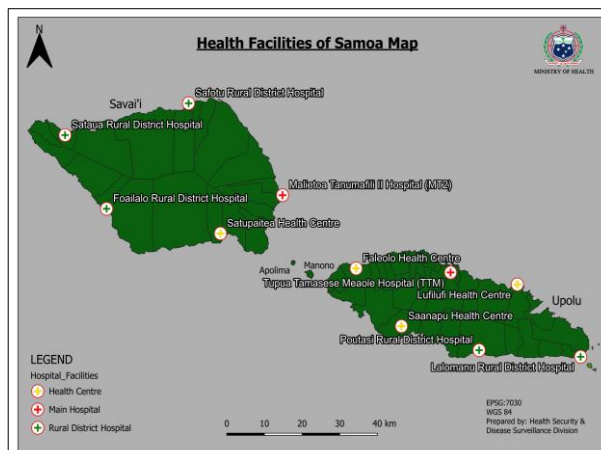 Health Facilities of Samoa Map
N
MINISTRY OF HEALTH
Savai'i
Safotu Rural District Hospital
Sataua Rural District Hospital
Malietoa Tanumafili II Hospital (MT2)
Foailalo Rural District Hospital
Satupaitea Health Centre
Apolima
Manono
Faleolo Health Centre
Tupua Tamasese Meaole Hospital (TTM)
Lufilufi Health Centre
Upolu
Saanapu Health Centre
Poutasi Rural District Hospital
Lalomanu Rural District Hospital
LEGEND
Hospital_Facilities
Health Centre
Main Hospital
Rural District Hospital
0 10 20 30 40 km
EPSG:7030
WGS 84
Prepared by: Health Security &
Disease Surveillance Division